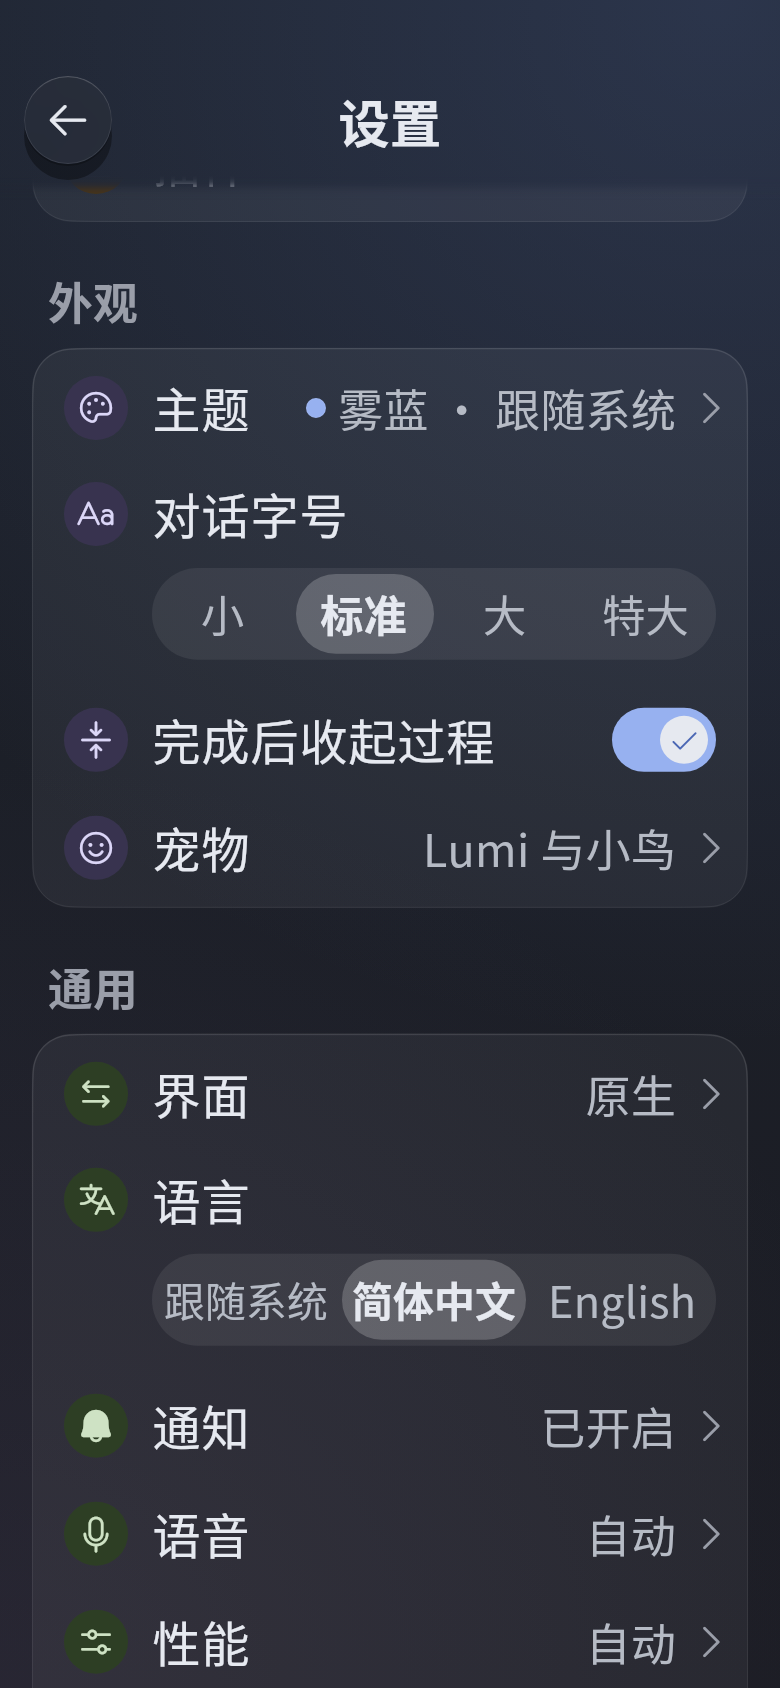 设置
外观
主题 雾蓝 · 跟随系统
Aa 对话字号
小 标准 大 特大
完成后收起过程
宠物 Lumi 与小鸟
通用
界面 原生
文A 语言
跟随系统 简体中文 English
通知 已开启
语音 自动
性能 自动